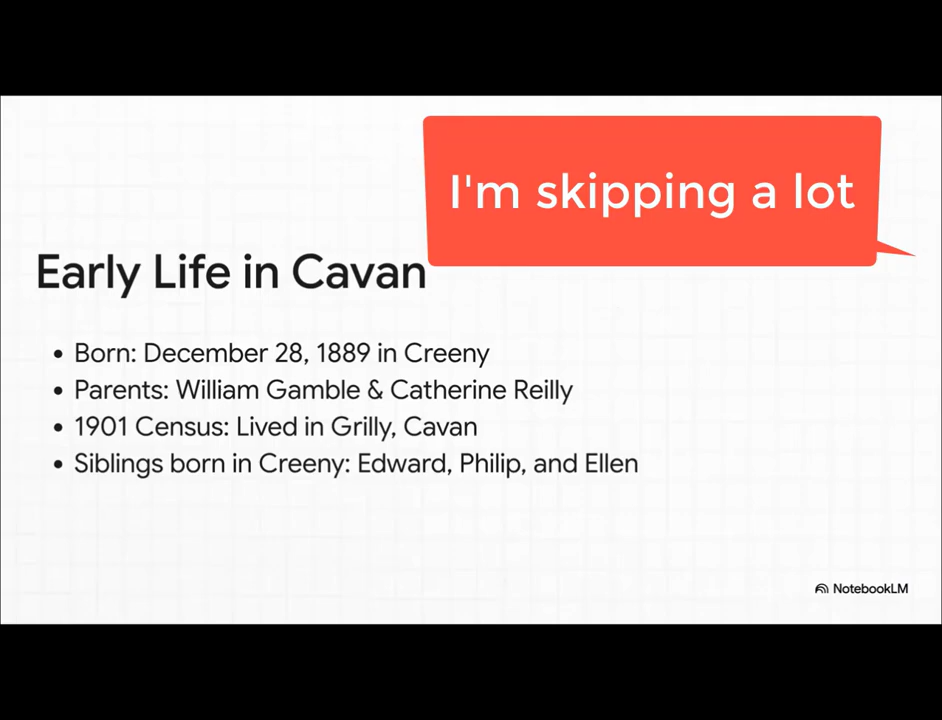 I'm skipping a lot
Early Life in Cavan
• Born: December 28, 1889 in Creeny
• Parents: William Gamble & Catherine Reilly
• 1901 Census: Lived in Grilly, Cavan
• Siblings born in Creeny: Edward, Philip, and Ellen
NotebookLM